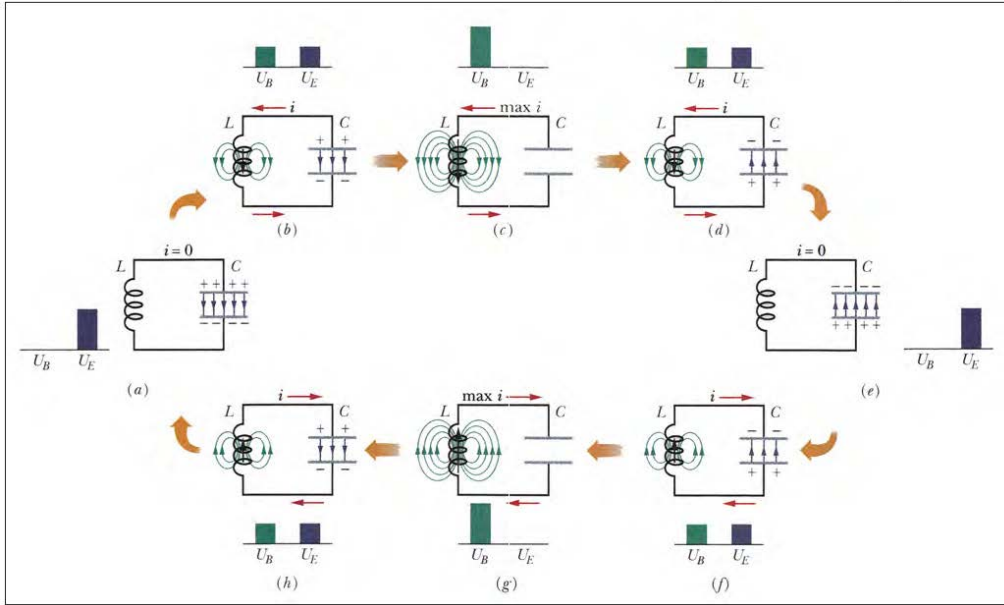 U_B U_E
i
L C
+ + +
− − −
(b)
U_B U_E
max i
L C
(c)
U_B U_E
i
L C
− −
+ +
(d)
i = 0
L C
+ + + + +
− − − − −
U_B U_E
(a)
i = 0
L C
− − − − −
+ + + + +
U_B U_E
(e)
i
L C
+ +
− −
U_B U_E
(h)
max i
L C
U_B U_E
(g)
i
L C
− −
+ +
U_B U_E
(f)